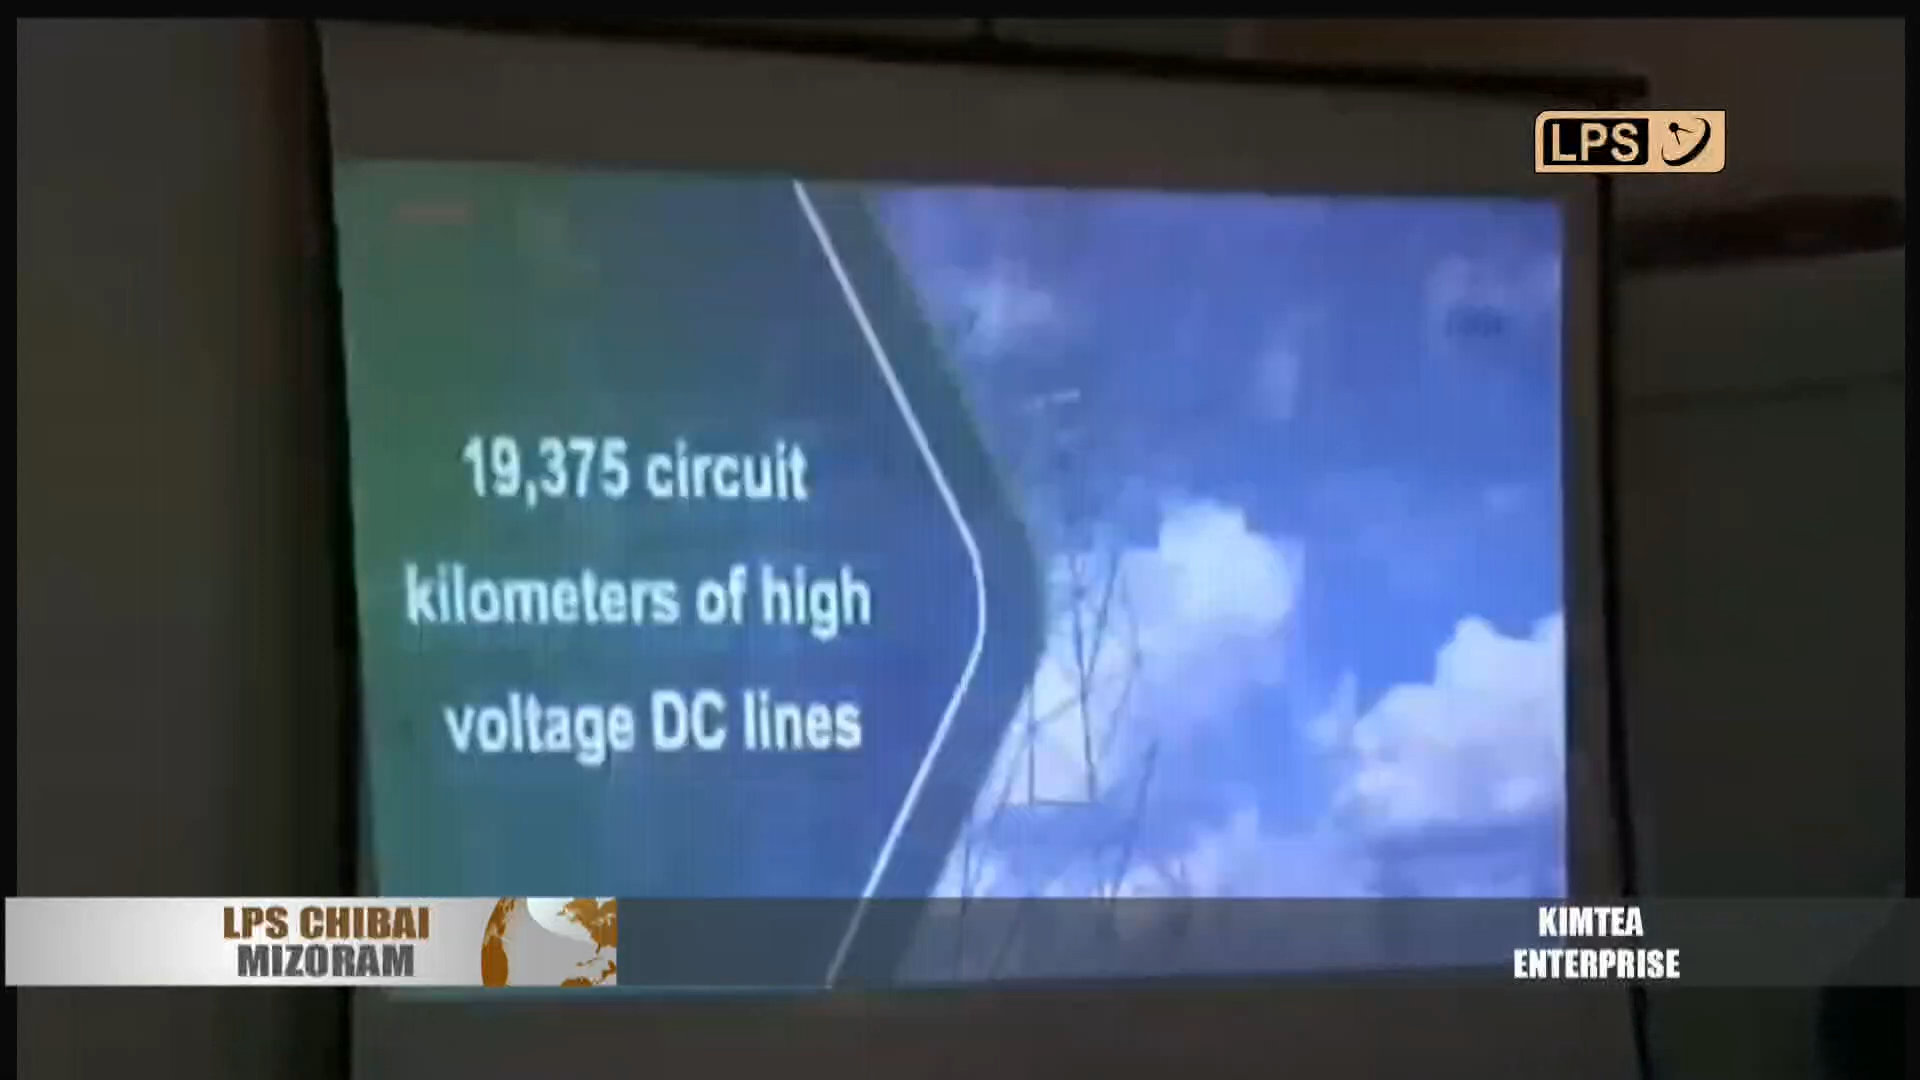 LPS
19,375 circuit
kilometers of high
voltage DC lines
LPS CHIBAI
MIZORAM
KIMTEA
ENTERPRISE